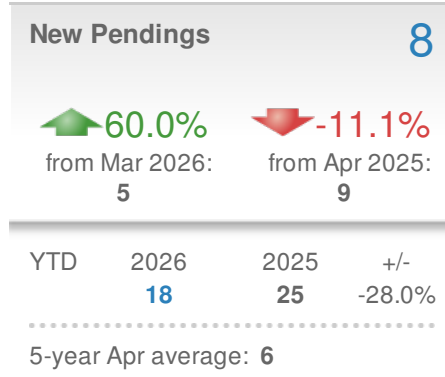 New Pendings 8
60.0% -11.1%
from Mar 2026: from Apr 2025:
5 9
YTD 2026 2025 +/-
18 25 -28.0%
5-year Apr average: 6